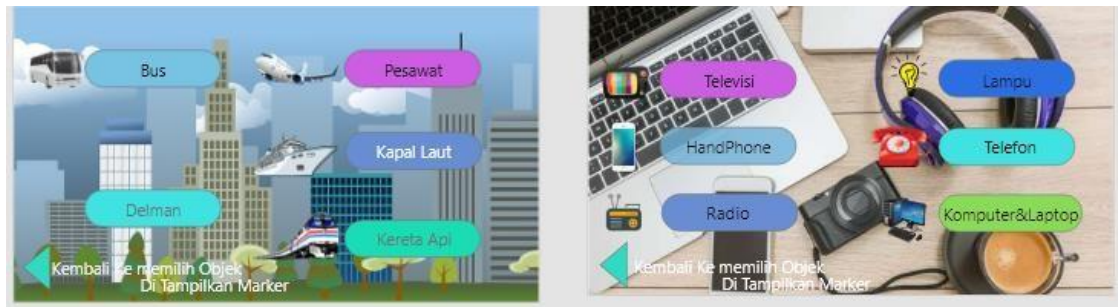 Bus
Pesawat
Kapal Laut
Delman
Kereta Api
Kembali Ke memilih Objek
Di Tampilkan Marker
Televisi
Lampu
HandPhone
Telefon
Radio
Komputer&Laptop
Kembali Ke memilih Objek
Di Tampilkan Marker